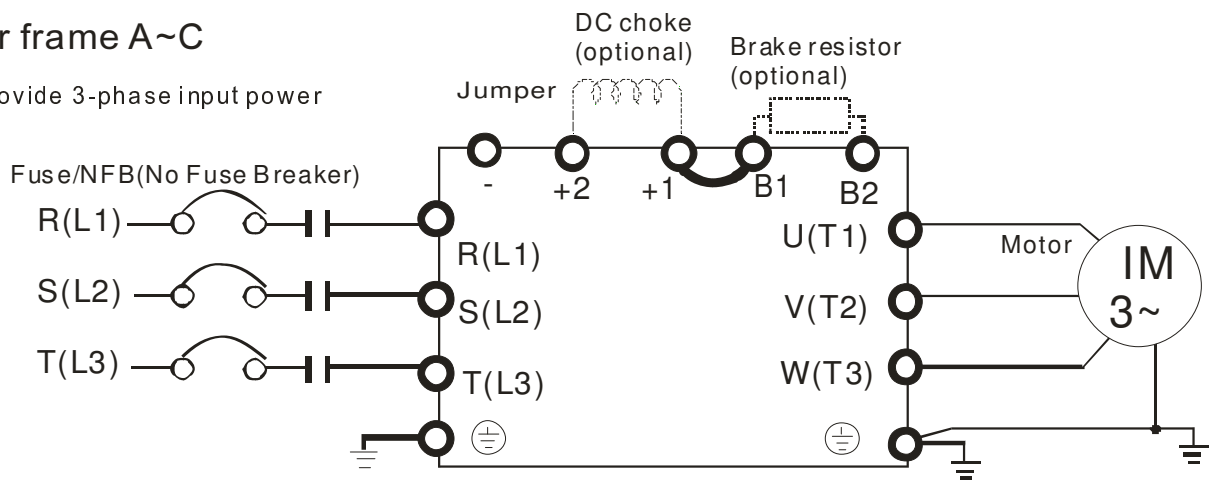 r frame A~C
ovide 3-phase input power
DC choke
(optional)
Brake resistor
(optional)
Jumper
Fuse/NFB(No Fuse Breaker)
- +2 +1 B1 B2
R(L1)
R(L1)
U(T1)
Motor
IM
3~
S(L2)
S(L2)
V(T2)
T(L3)
T(L3)
W(T3)